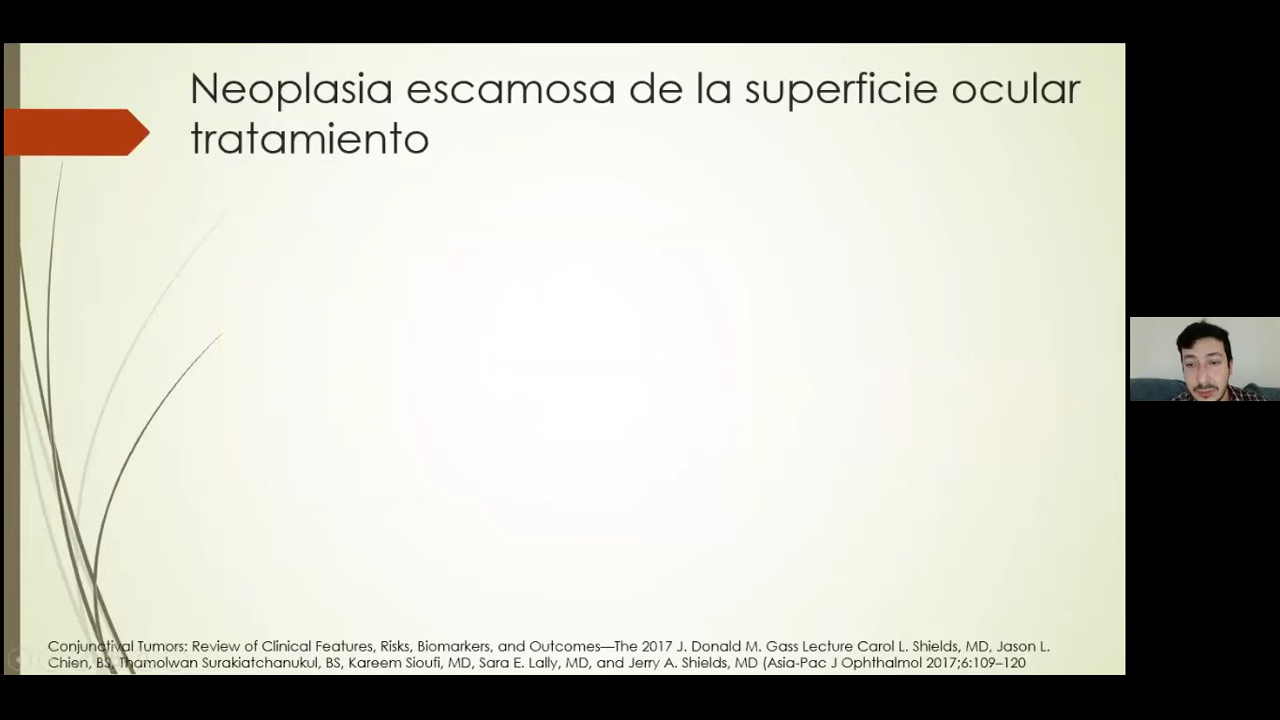 Neoplasia escamosa de la superficie ocular
tratamiento
Conjunctival Tumors: Review of Clinical Features, Risks, Biomarkers, and Outcomes—The 2017 J. Donald M. Gass Lecture Carol L. Shields, MD, Jason L.
Chien, BS, Thamolwan Surakiatchanukul, BS, Kareem Sioufi, MD, Sara E. Lally, MD, and Jerry A. Shields, MD (Asia-Pac J Ophthalmol 2017;6:109–120